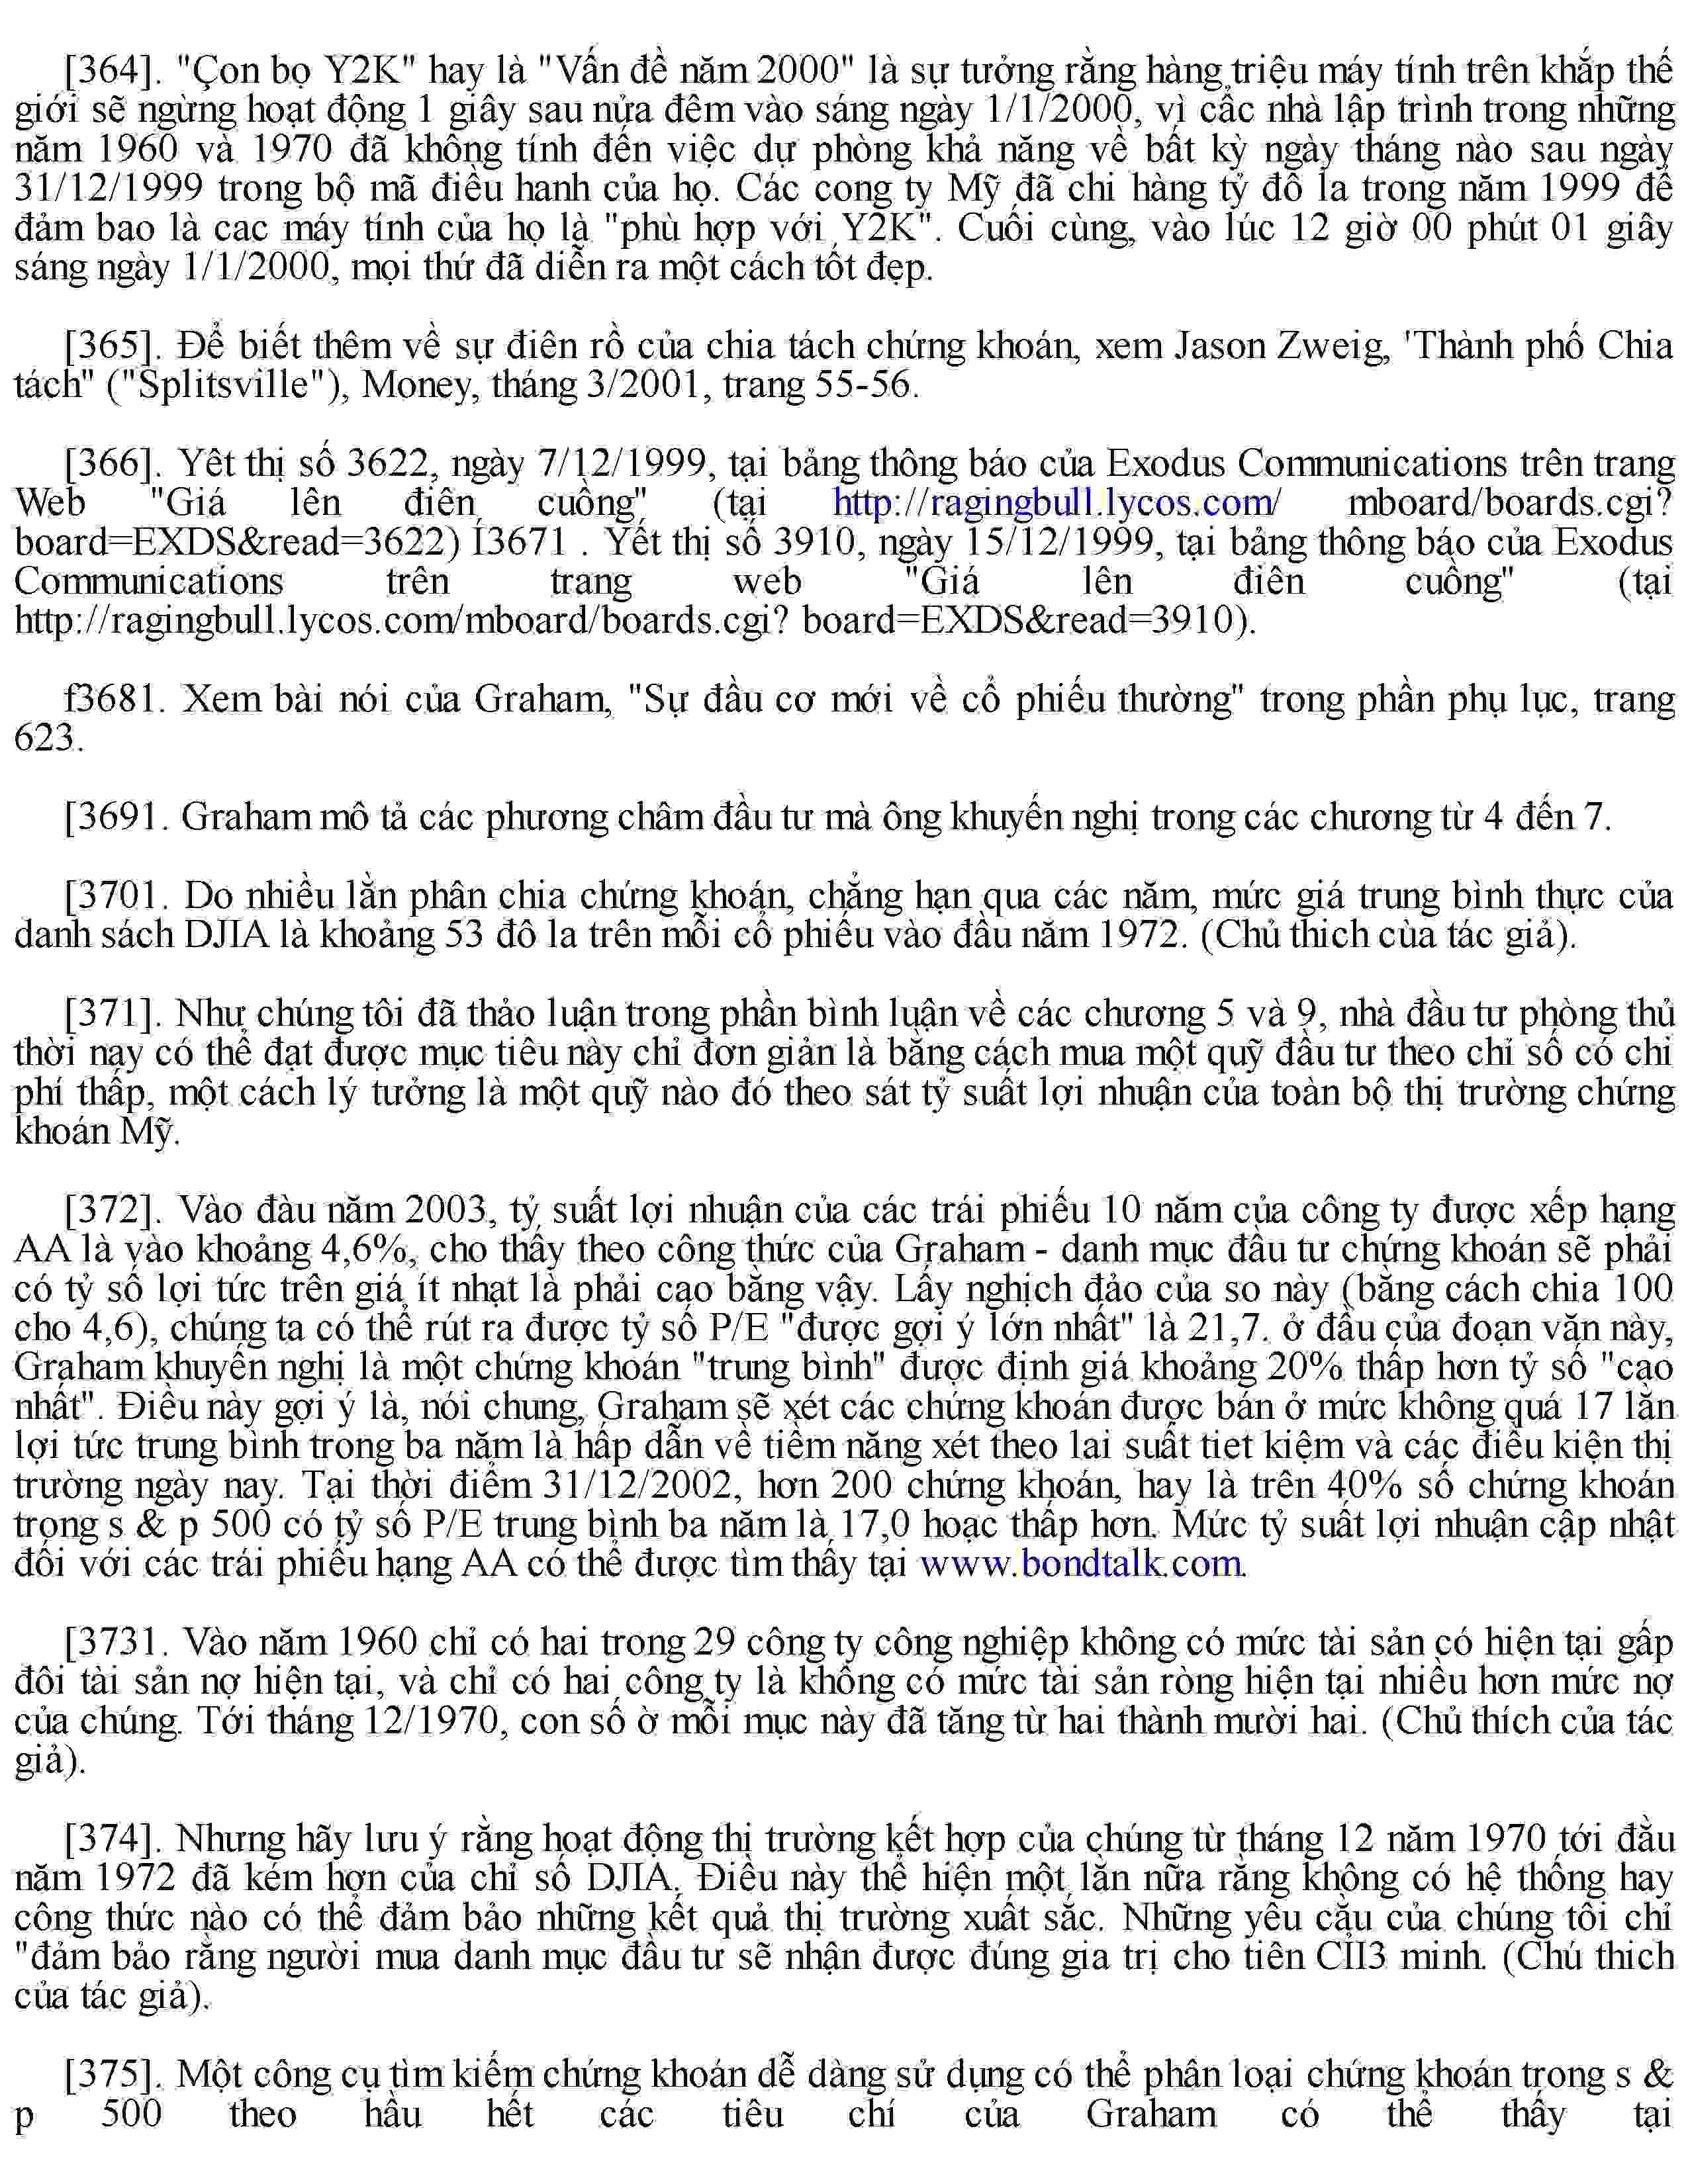 [364]. "Çon bọ Y2K" hay là "Vấn đề năm 2000" là sự tưởng rằng hàng triệu máy tính trên khắp thế
giới sẽ ngừng hoạt động 1 giây sau nửa đêm vào sáng ngày 1/1/2000, vì cấc nhà lập trình trong những
năm 1960 và 1970 đã không tính đến việc dự phòng khả năng về bất kỳ ngày tháng nào sau ngày
31/12/1999 trong bộ mã điều hanh của họ. Các cong ty Mỹ đã chi hàng tỷ đô la trong năm 1999 để
đảm bao là cac máy tính của họ là "phù hợp với Y2K". Cuối cùng, vào lúc 12 giờ 00 phút 01 giây
sáng ngày 1/1/2000, mọi thứ đã diễn ra một cách tốt đẹp.
[365]. Để biết thêm về sự điên rồ của chia tách chứng khoán, xem Jason Zweig, 'Thành phố Chia
tách" ("Splitsville"), Money, tháng 3/2001, trang 55-56.
[366]. Yêt thị số 3622, ngày 7/12/1999, tại bảng thông báo của Exodus Communications trên trang
Web "Giá lên điên cuồng" (tại http://ragingbull.lycos.com/ mboard/boards.cgi?
board=EXDS&read=3622) Í3671 . Yết thị số 3910, ngày 15/12/1999, tại bảng thông báo của Exodus
Communications trên trang web "Giá lên điên cuồng" (tại
http://ragingbull.lycos.com/mboard/boards.cgi? board=EXDS&read=3910).
f3681. Xem bài nói của Graham, "Sự đầu cơ mới về cổ phiếu thường" trong phần phụ lục, trang
623.
[3691. Graham mô tả các phương châm đầu tư mà ông khuyến nghị trong các chương từ 4 đến 7.
[3701. Do nhiều lằn phân chia chứng khoán, chẳng hạn qua các năm, mức giá trung bình thực của
danh sách DJIA là khoảng 53 đô la trên mỗi cổ phiếu vào đầu năm 1972. (Chủ thich cùa tác giả).
[371]. Như chúng tôi đã thảo luận trong phần bình luận về các chương 5 và 9, nhà đầu tư phòng thủ
thời nay có thể đạt được mục tiêu này chỉ đơn giản là bằng cách mua một quỹ đầu tư theo chỉ số có chi
phí thấp, một cách lý tưởng là một quỹ nào đó theo sát tỷ suất lợi nhuận của toàn bộ thị trường chứng
khoán Mỹ.
[372]. Vào đàu năm 2003, tỷ suất lợi nhuận của các trái phiếu 10 năm của công ty được xếp hạng
AA là vào khoảng 4,6%, cho thấy theo công thức của Graham - danh mục đầu tư chứng khoán sẽ phải
có tỷ số lợi tức trên giá ít nhạt là phải cao bằng vậy. Lấy nghịch đảo của so này (bằng cách chia 100
cho 4,6), chúng ta có thể rút ra được tỷ số P/E "được gợi ý lớn nhất" là 21,7. ở đầu của đoạn văn này,
Graham khuyến nghị là một chứng khoán "trung bình" được định giá khoảng 20% thấp hơn tỷ số "cao
nhất". Điều này gợi ý là, nói chung, Graham sẽ xét các chứng khoán được bán ở mức không quá 17 lằn
lợi tức trung bình trong ba năm là hấp dẫn về tiềm năng xét theo lai suất tiet kiệm và các điều kiện thị
trường ngày nay. Tại thời điểm 31/12/2002, hơn 200 chứng khoán, hay là trên 40% số chứng khoán
trong s & p 500 có tỷ số P/E trung bình ba năm là 17,0 hoạc thấp hơn. Mức tỷ suất lợi nhuận cập nhật
đối với các trái phiếu hạng AA có thể được tìm thấy tại www.bondtalk.com.
[3731. Vào năm 1960 chỉ có hai trong 29 công ty công nghiệp không có mức tài sản có hiện tại gấp
đôi tài sản nợ hiện tại, và chỉ có hai công ty là không có mức tài sản ròng hiện tại nhiều hơn mức nợ
của chúng. Tới tháng 12/1970, con số ờ mỗi mục này đã tăng từ hai thành mười hai. (Chủ thích của tác
giả).
[374]. Nhưng hãy lưu ý rằng hoạt động thị trường kết hợp của chúng từ tháng 12 năm 1970 tới đằu
năm 1972 đã kém hơn của chỉ số DJIA. Điều này thể hiện một lằn nữa rằng không có hệ thống hay
công thức nào có thể đảm bảo những kết quả thị trường xuất sắc. Những yêu cầu của chúng tôi chỉ
"đảm bảo rằng người mua danh mục đầu tư sẽ nhận được đúng gia trị cho tiên CỈI3 minh. (Chú thich
của tác giả).
[375]. Một công cụ tìm kiếm chứng khoán dễ dàng sử dụng có thể phân loại chứng khoán trong s &
p 500 theo hầu hết các tiêu chí của Graham có thể thấy tại